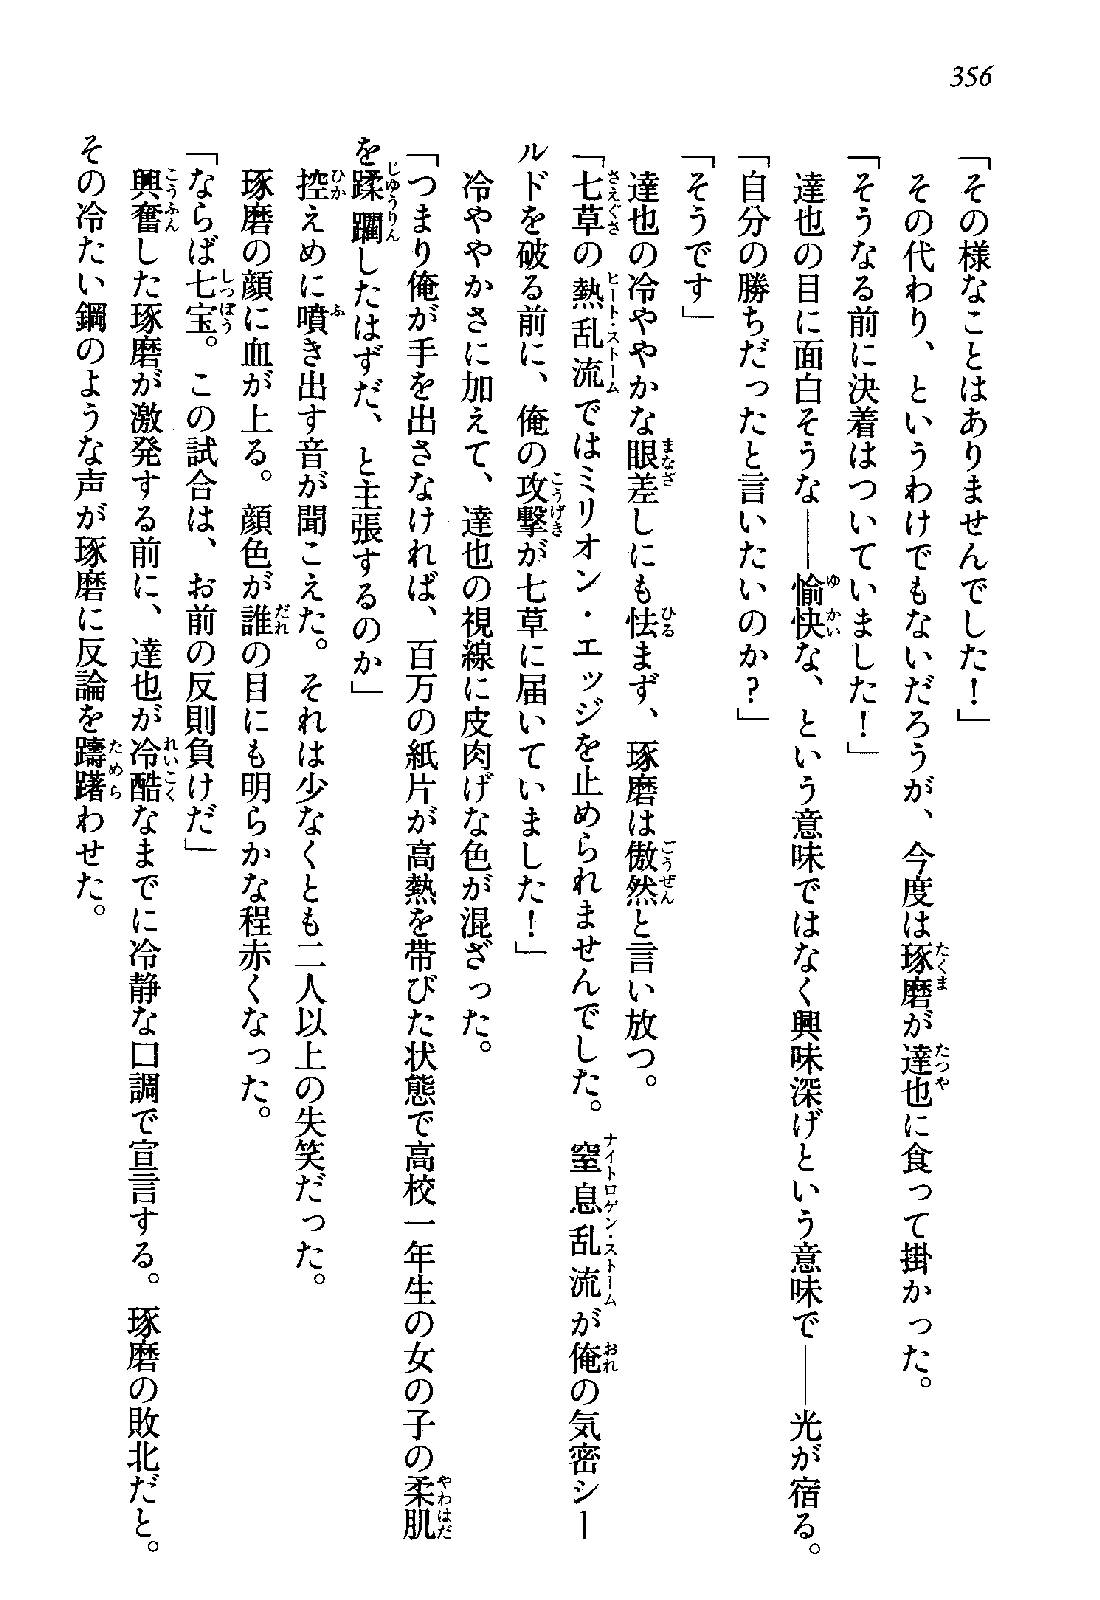 356
「その様なことはありませんでした！」
その代わり、というわけでもないだろうが、今度は琢磨が達也に食って掛かった。
「そうなる前に決着はついていました！」
達也の目に面白そうな――愉快な、という意味ではなく興味深げという意味で――光が宿る。
「自分の勝ちだったと言いたいのか？」
「そうです」
達也の冷ややかな眼差しにも怯まず、琢磨は傲然と言い放つ。
「七草の熱乱流ではミリオン・エッジを止められませんでした。窒息乱流が俺の気密シー
ルドを破る前に、俺の攻撃が七草に届いていました！」
冷ややかさに加えて、達也の視線に皮肉げな色が混ざった。
「つまり俺が手を出さなければ、百万の紙片が高熱を帯びた状態で高校一年生の女の子の柔肌
を蹂躙したはずだ、と主張するのか」
控えめに噴き出す音が聞こえた。それは少なくとも二人以上の失笑だった。
琢磨の顔に血が上る。顔色が誰の目にも明らかな程赤くなった。
「ならば七宝。この試合は、お前の反則負けだ」
興奮した琢磨が激発する前に、達也が冷酷なまでに冷静な口調で宣言する。琢磨の敗北だと。
その冷たい鋼のような声が琢磨に反論を躊躇わせた。